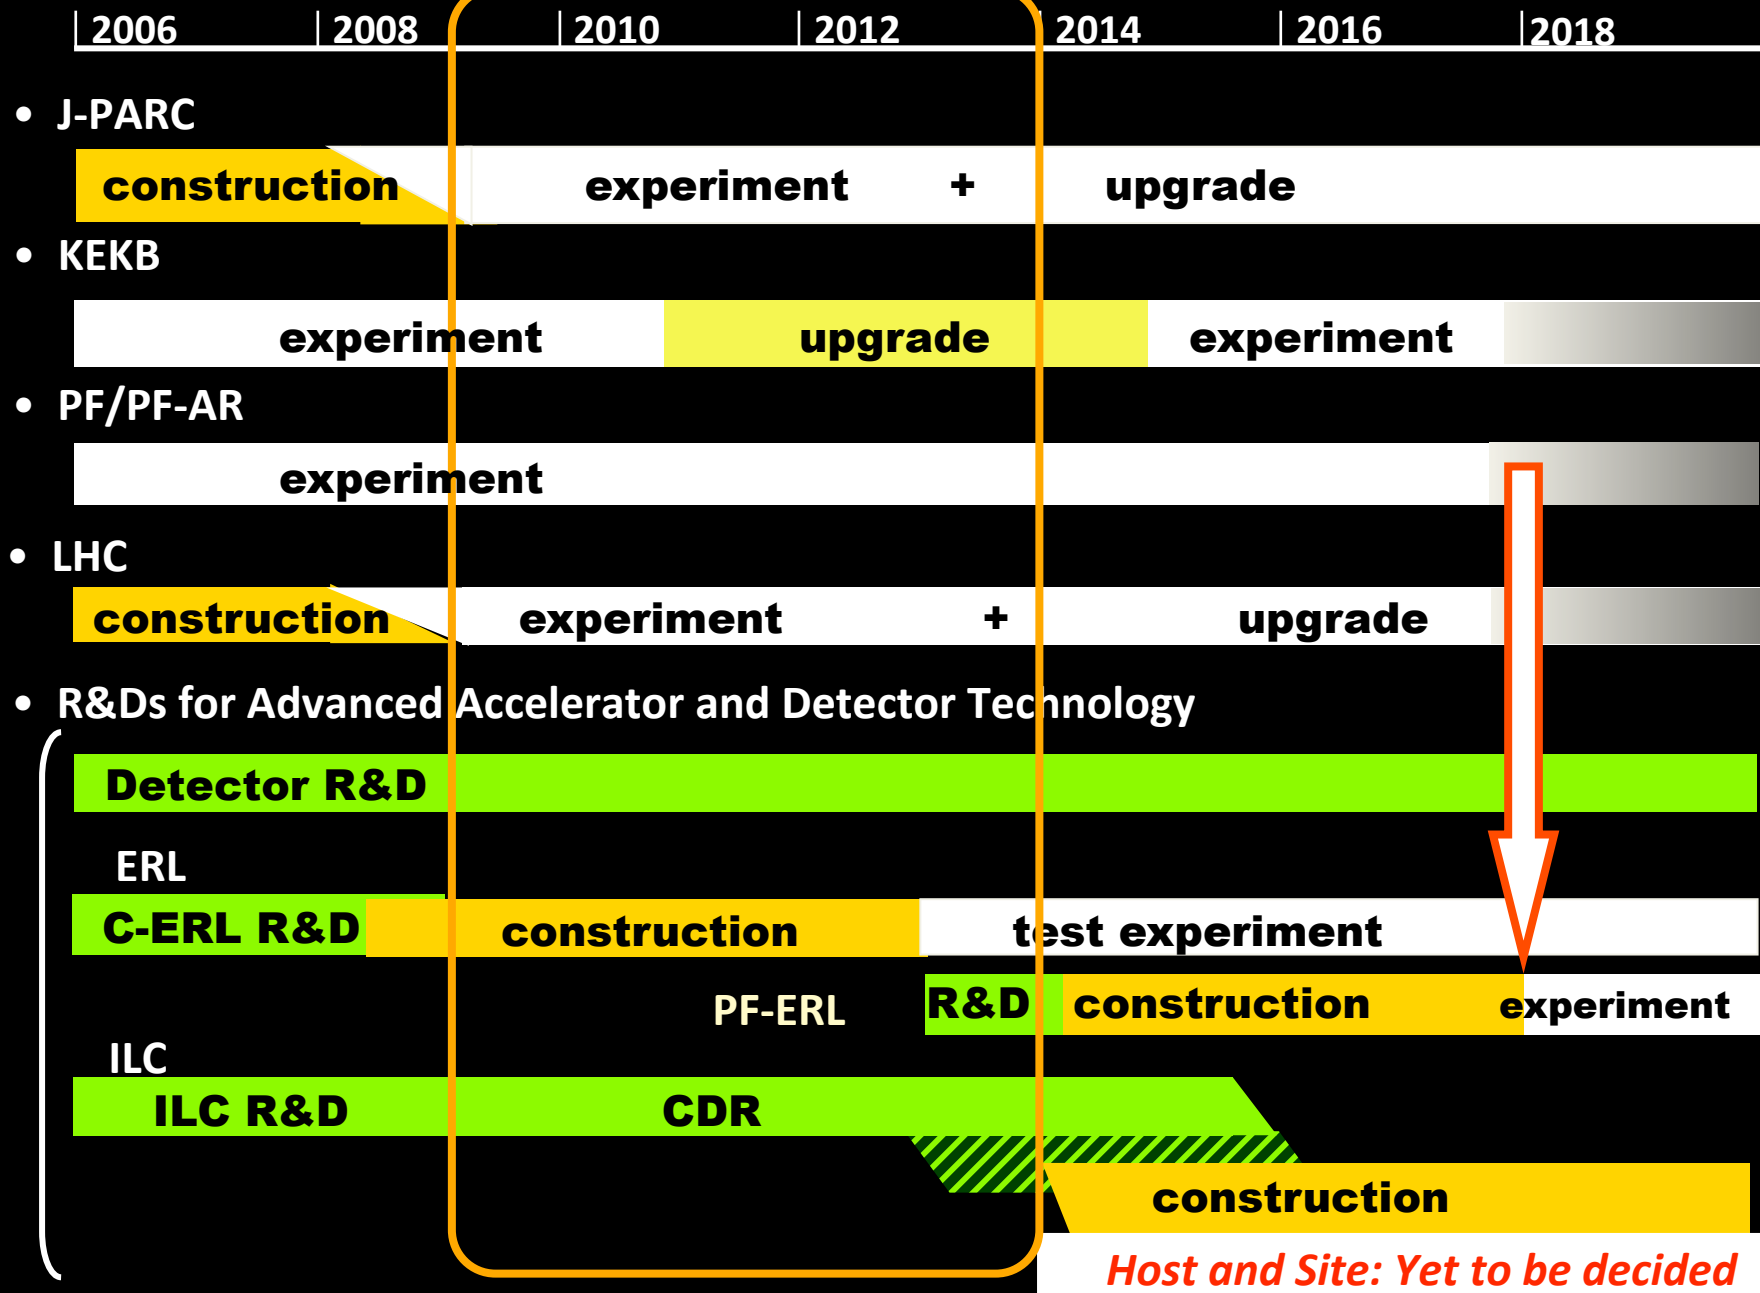 2006 2008 2010 2012 2014 2016 2018
• J-PARC
construction experiment + upgrade
• KEKB
experiment upgrade experiment
• PF/PF-AR
experiment
• LHC
construction experiment + upgrade
• R&Ds for Advanced Accelerator and Detector Technology
Detector R&D
ERL
C-ERL R&D construction test experiment
PF-ERL R&D construction experiment
ILC
ILC R&D CDR
construction
Host and Site: Yet to be decided